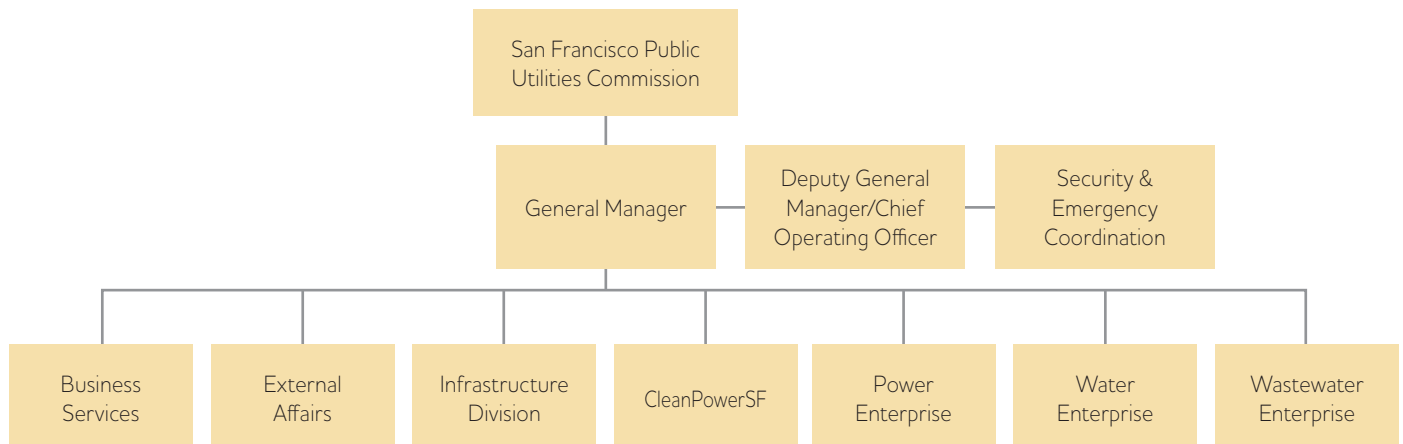 San Francisco Public
Utilities Commission
General Manager
Deputy General
Manager/Chief
Operating Officer
Security &
Emergency
Coordination
Business
Services
External
Affairs
Infrastructure
Division
CleanPowerSF
Power
Enterprise
Water
Enterprise
Wastewater
Enterprise